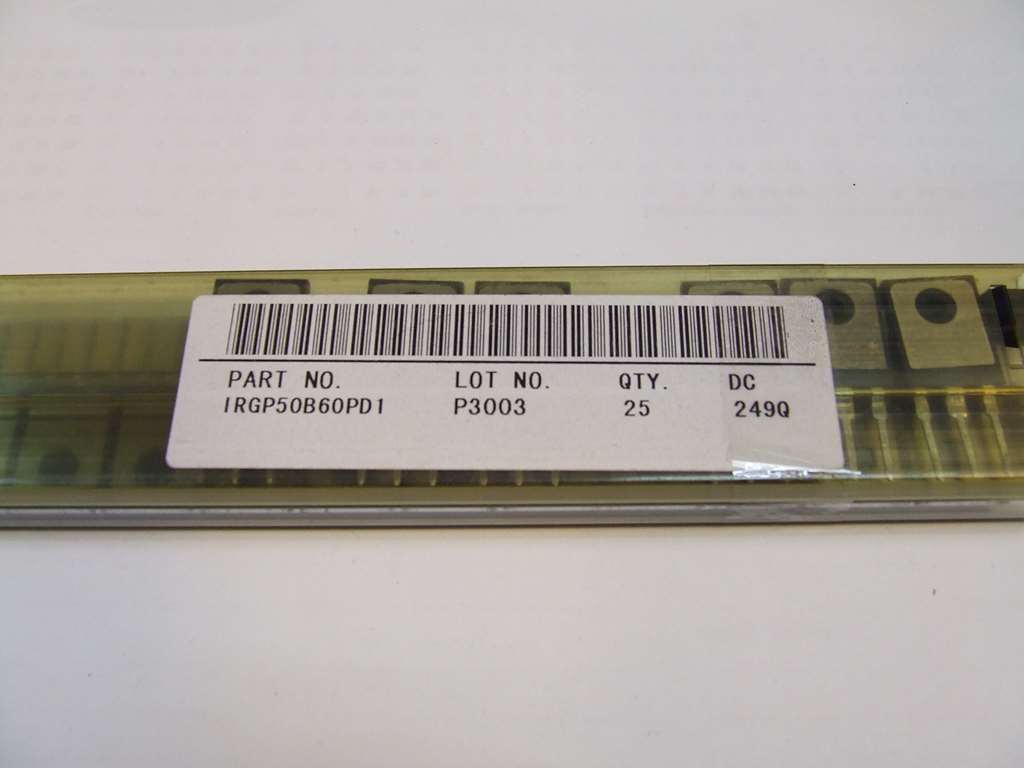 PART NO. LOT NO. QTY. DC
IRGP50B60PD1 P3003 25 249Q